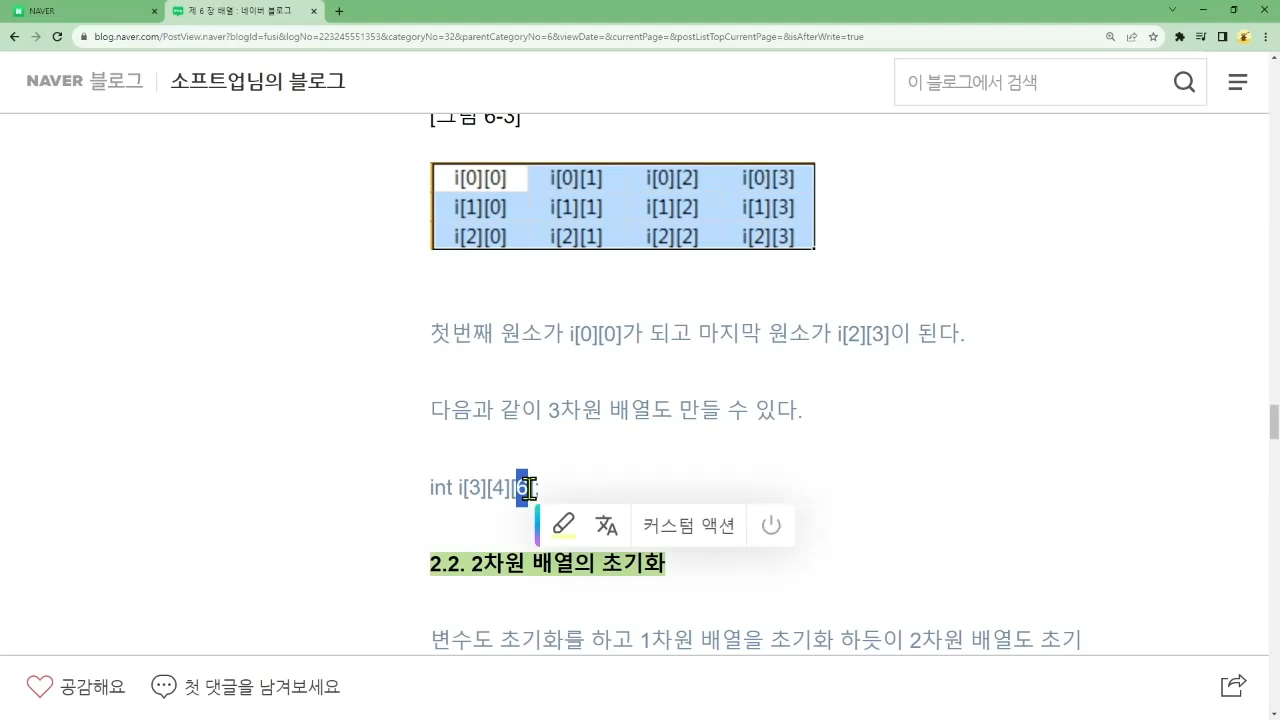 NAVER
제 6 장 배열 : 네이버 블로그
blog.naver.com/PostView.naver?blogId=fusi&logNo=223245551353&categoryNo=32&parentCategoryNo=6&viewDate=&currentPage=&postListTopCurrentPage=&isAfterWrite=true
NAVER 블로그 소프트업님의 블로그
이 블로그에서 검색
[그림 6-3]
i[0][0] i[0][1] i[0][2] i[0][3]
i[1][0] i[1][1] i[1][2] i[1][3]
i[2][0] i[2][1] i[2][2] i[2][3]
첫번째 원소가 i[0][0]가 되고 마지막 원소가 i[2][3]이 된다.
다음과 같이 3차원 배열도 만들 수 있다.
int i[3][4][6];
커스텀 액션
2.2. 2차원 배열의 초기화
변수도 초기화를 하고 1차원 배열을 초기화 하듯이 2차원 배열도 초기
공감해요 첫 댓글을 남겨보세요